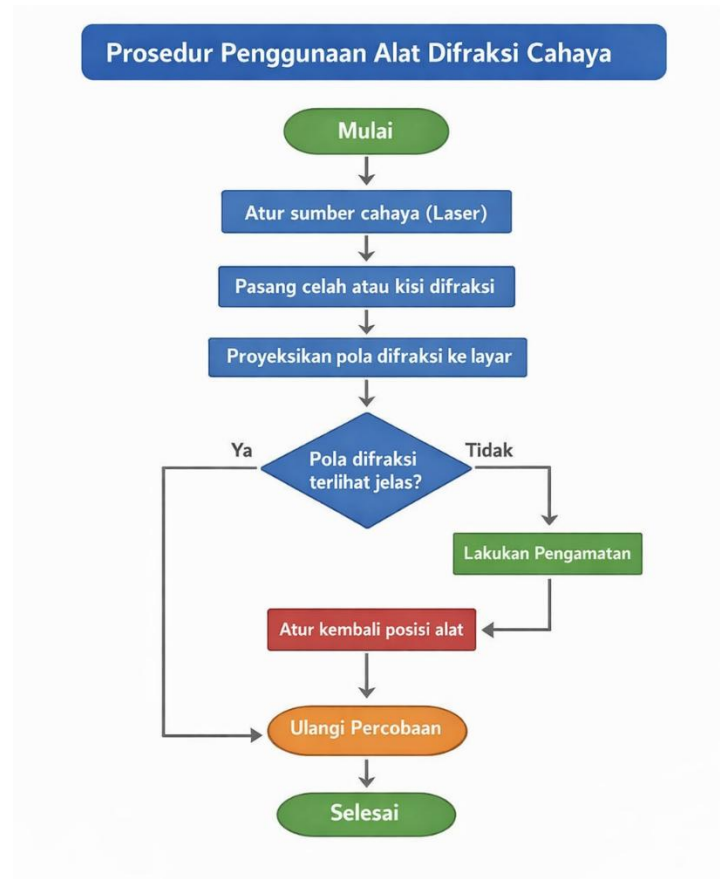 Prosedur Penggunaan Alat Difraksi Cahaya
Mulai
Atur sumber cahaya (Laser)
Pasang celah atau kisi difraksi
Proyeksikan pola difraksi ke layar
Ya
Pola difraksi
terlihat jelas?
Tidak
Lakukan Pengamatan
Atur kembali posisi alat
Ulangi Percobaan
Selesai